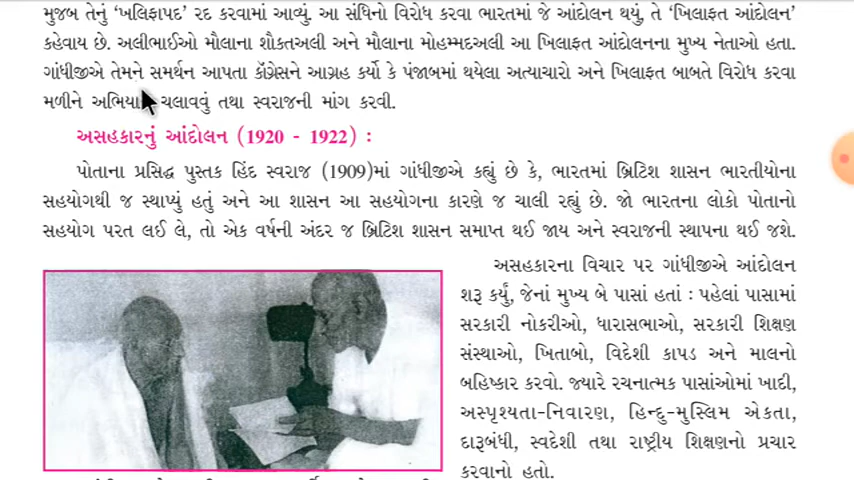 મુજબ તેનું ‘ખલિફાપદ’ રદ કરવામાં આવ્યું. આ સંધિનો વિરોધ કરવા ભારતમાં જે આંદોલન થયું, તે ‘ખિલાફત આંદોલન’
કહેવાય છે. અલીભાઈઓ મૌલાના શૌકતઅલી અને મૌલાના મોહમ્મદઅલી આ ખિલાફત આંદોલનના મુખ્ય નેતાઓ હતા.
ગાંધીજીએ તેમને સમર્થન આપતા કૉંગ્રેસને આગ્રહ કર્યો કે પંજાબમાં થયેલા અત્યાચારો અને ખિલાફત બાબતે વિરોધ કરવા
મળીને ચલાવવું તથા સ્વરાજની માંગ કરવી.
અસહકારનું આંદોલન (1920 - 1922) :
પોતાના પ્રસિદ્ધ પુસ્તક હિંદ સ્વરાજ (1909)માં ગાંધીજીએ કહ્યું છે કે, ભારતમાં બ્રિટિશ શાસન ભારતીયોના
સહયોગથી જ સ્થાપ્યું હતું અને આ શાસન આ સહયોગના કારણે જ ચાલી રહ્યું છે. જો ભારતના લોકો પોતાનો
સહયોગ પરત લઈ લે, તો એક વર્ષની અંદર જ બ્રિટિશ શાસન સમાપ્ત થઈ જાય અને સ્વરાજની સ્થાપના થઈ જશે.
અસહકારના વિચાર પર ગાંધીજીએ આંદોલન
શરૂ કર્યું, જેનાં મુખ્ય બે પાસાં હતાં : પહેલાં પાસામાં
સરકારી નોકરીઓ, ધારાસભાઓ, સરકારી શિક્ષણ
સંસ્થાઓ, ખિતાબો, વિદેશી કાપડ અને માલનો
બહિષ્કાર કરવો. જ્યારે રચનાત્મક પાસાંઓમાં ખાદી,
અસ્પૃશ્યતા-નિવારણ, હિન્દુ-મુસ્લિમ એકતા,
દારૂબંધી, સ્વદેશી તથા રાષ્ટ્રીય શિક્ષણનો પ્રચાર
કરવાનો હતો.